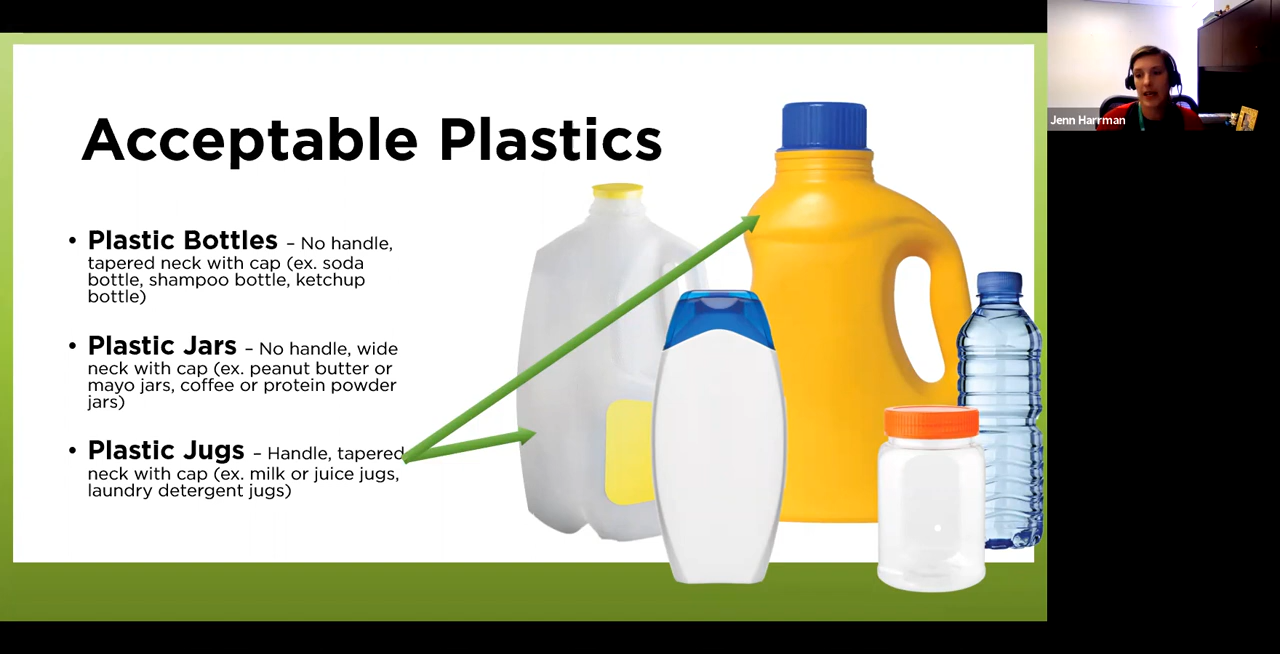 Acceptable Plastics
• Plastic Bottles – No handle,
tapered neck with cap (ex. soda
bottle, shampoo bottle, ketchup
bottle)
• Plastic Jars – No handle, wide
neck with cap (ex. peanut butter or
mayo jars, coffee or protein powder
jars)
• Plastic Jugs – Handle, tapered
neck with cap (ex. milk or juice jugs,
laundry detergent jugs)
Jenn Harrman